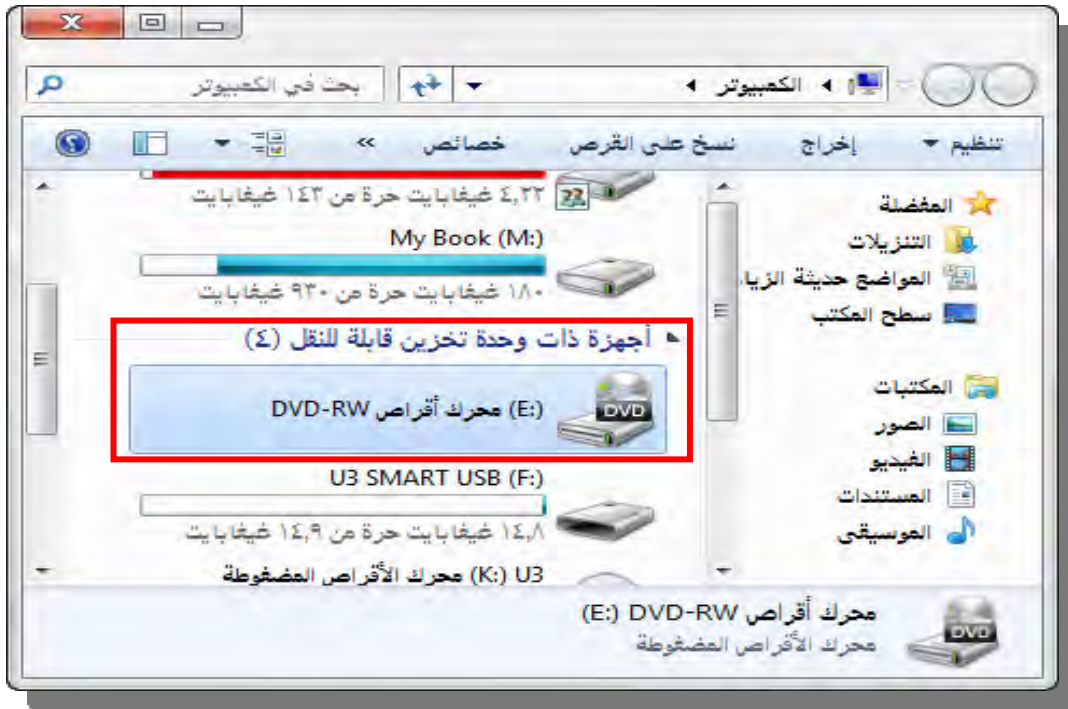 الكمبيوتر
بحث في الكمبيوتر
تنظيم
إخراج
نسخ على القرص
خصائص
»
المفضلة
التنزيلات
المواضع حديثة الزيا
سطح المكتب
المكتبات
الصور
الفيديو
المستندات
الموسيقى
٤,٢٢ غيغابايت حرة من ١٤٣ غيغابايت
My Book (M:)
١٨٠ غيغابايت حرة من ٩٣٠ غيغابايت
أجهزة ذات وحدة تخزين قابلة للنقل (٤)
(E:) محرك أقراص DVD-RW
DVD
U3 SMART USB (F:)
١٤,٨ غيغابايت حرة من ١٤,٩ غيغابايت
(K:) U3 محرك الأقراص المضغوطة
محرك أقراص DVD-RW (E:)
محرك الأقراص المضغوطة
DVD